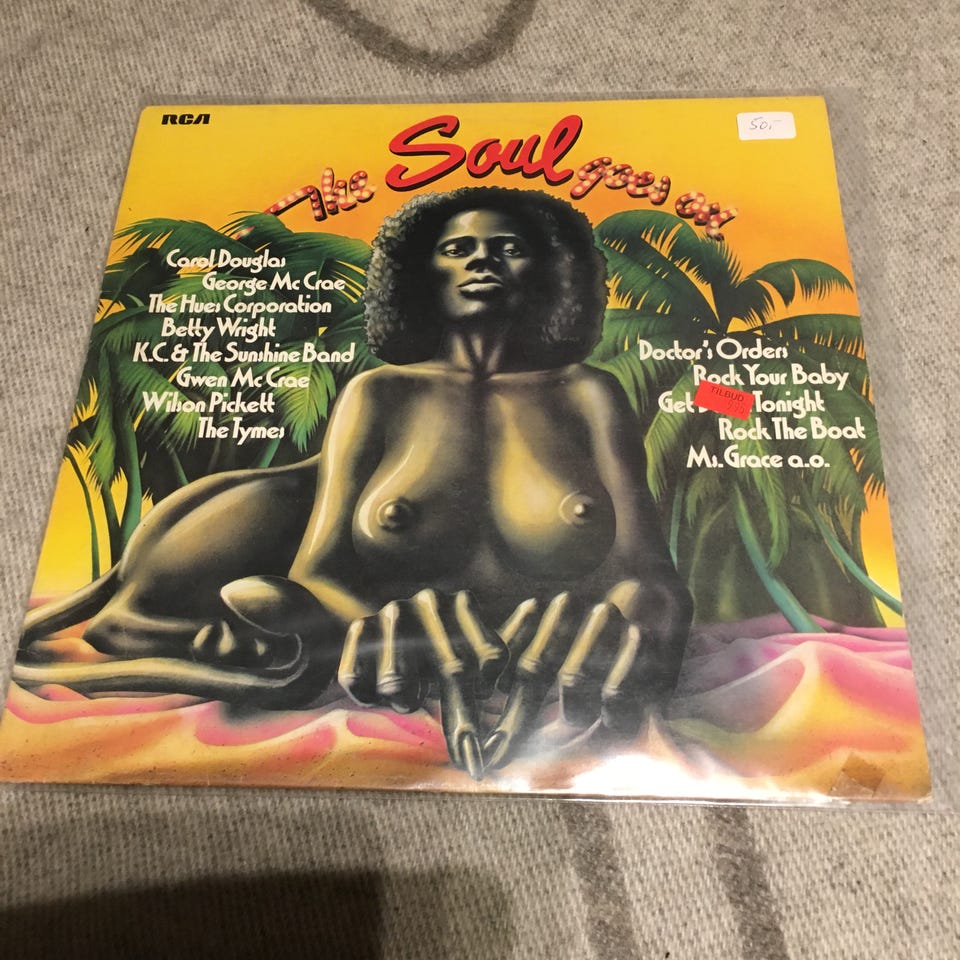 RCA
50,-
The Soul goes on
Carol Douglas
George Mc Crae
The Hues Corporation
Betty Wright
K.C. & The Sunshine Band
Gwen Mc Crae
Wilson Pickett
The Tymes
Doctor's Orders
Rock Your Baby
TILBUD
Get Tonight
Rock The Boat
Ms. Grace a.o.